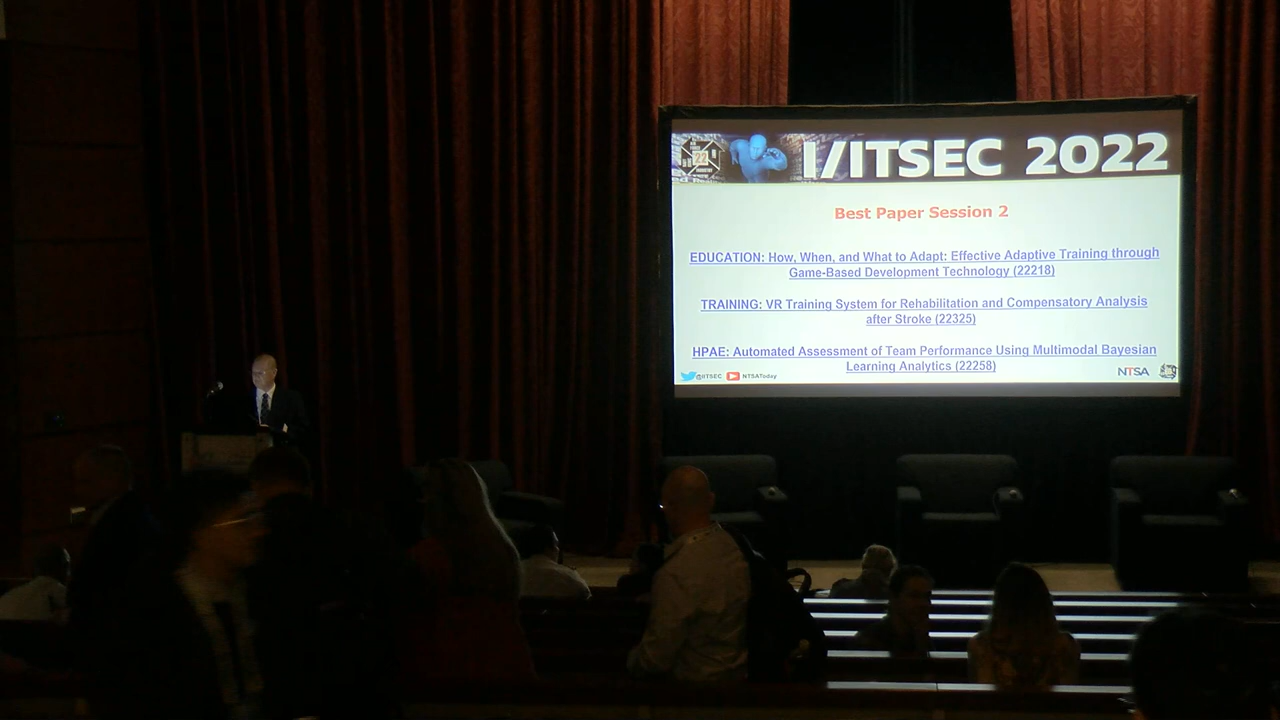 22
I/ITSEC 2022
Best Paper Session 2
EDUCATION: How, When, and What to Adapt: Effective Adaptive Training through
Game-Based Development Technology (22218)
TRAINING: VR Training System for Rehabilitation and Compensatory Analysis
after Stroke (22325)
HPAE: Automated Assessment of Team Performance Using Multimodal Bayesian
Learning Analytics (22258)
@IITSEC NTSAToday
NTSA